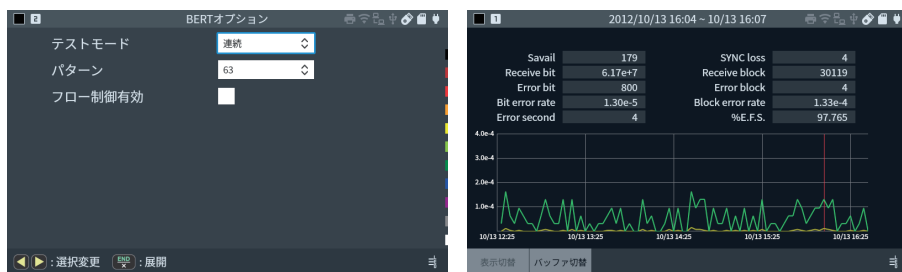 2 BERTオプション
テストモード 連続
パターン 63
フロー制御有効
: 選択変更 END × : 展開
1 2012/10/13 16:04 ~ 10/13 16:07
Savail 179 SYNC loss 4
Receive bit 6.17e+7 Receive block 30119
Error bit 800 Error block 4
Bit error rate 1.30e-5 Block error rate 1.33e-4
Error second 4 %E.F.S. 97.765
4.0e-4
3.0e-4
2.0e-4
1.0e-4
10/13 12:25 10/13 13:25 10/13 14:25 10/13 15:25 10/13 16:25
表示切替 バッファ切替